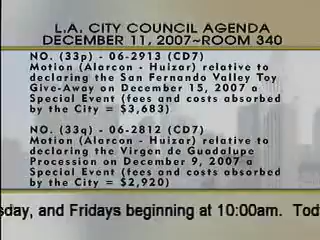 L.A. CITY COUNCIL AGENDA
DECEMBER 11, 2007~ROOM 340
NO. (33p) - 06-2913 (CD7)
Motion (Alarcon - Huizar) relative to
declaring the San Fernando Valley Toy
Give-Away on December 15, 2007 a
Special Event (fees and costs absorbed
by the City = $3,683)
NO. (33q) - 06-2812 (CD7)
Motion (Alarcon - Huizar) relative to
declaring the Virgen de Guadalupe
Procession on December 9, 2007 a
Special Event (fees and costs absorbed
by the City = $2,920)
sday, and Fridays beginning at 10:00am. Tod